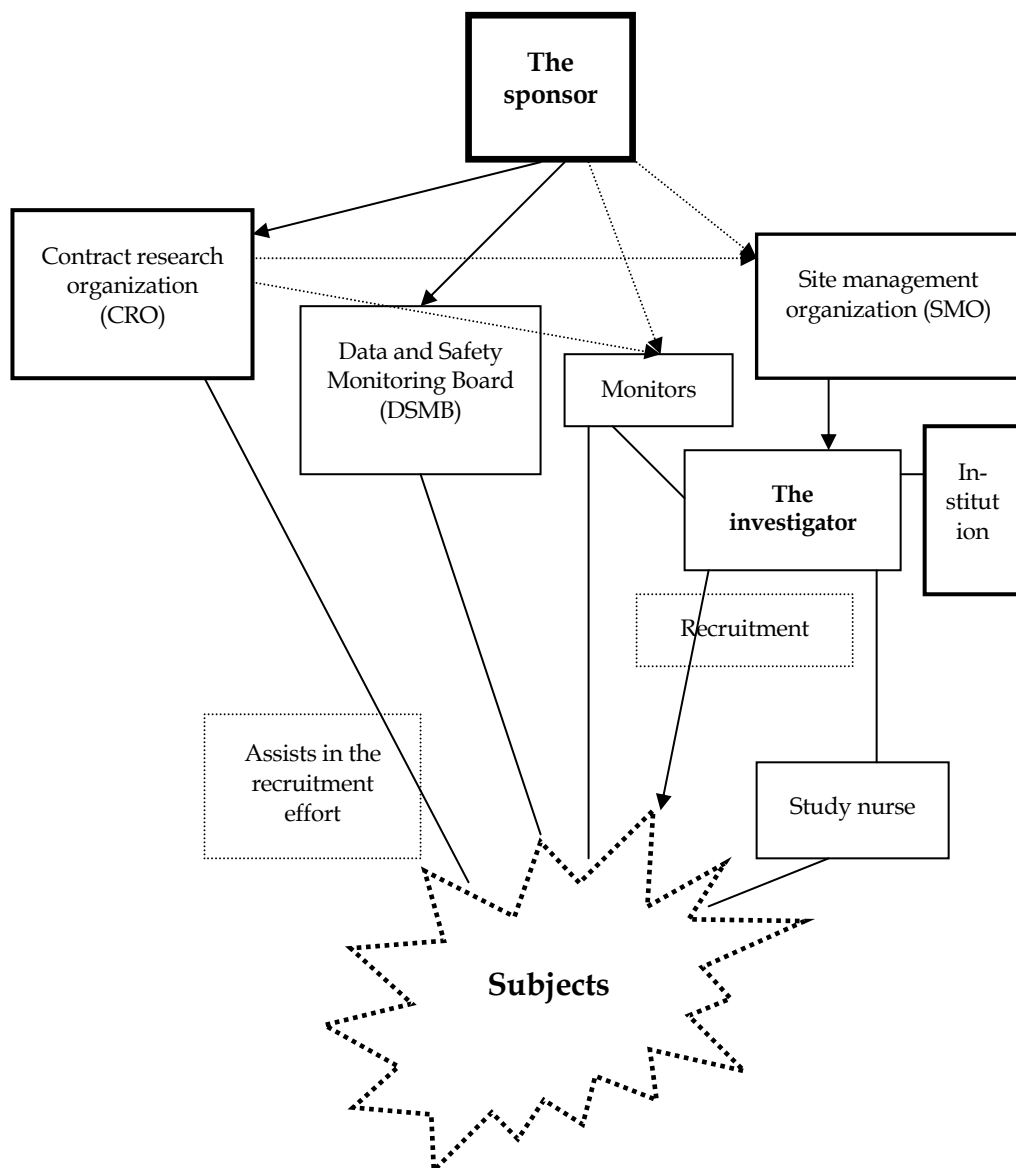 The
sponsor
Contract research
organization
(CRO)
Site management
organization (SMO)
Data and Safety
Monitoring Board
(DSMB)
Monitors
The
investigator
In-
stitut
ion
Recruitment
Assists in the
recruitment
effort
Study nurse
Subjects